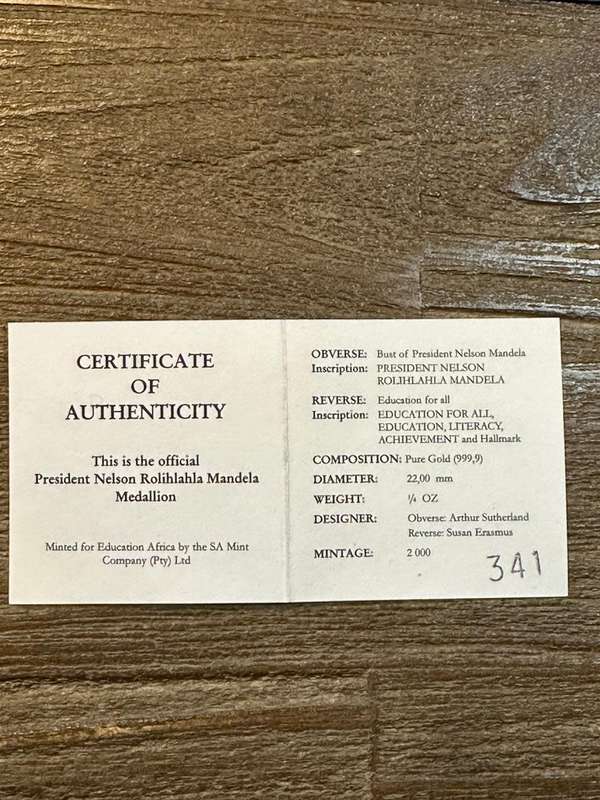 CERTIFICATE
OF
AUTHENTICITY
This is the official
President Nelson Rolihlahla Mandela
Medallion
Minted for Education Africa by the SA Mint
Company (Pty) Ltd
OBVERSE: Bust of President Nelson Mandela
Inscription: PRESIDENT NELSON
ROLIHLAHLA MANDELA
REVERSE: Education for all
Inscription: EDUCATION FOR ALL,
EDUCATION, LITERACY,
ACHIEVEMENT and Hallmark
COMPOSITION: Pure Gold (999,9)
DIAMETER: 22,00 mm
WEIGHT: ¼ OZ
DESIGNER: Obverse: Arthur Sutherland
Reverse: Susan Erasmus
MINTAGE: 2 000
341